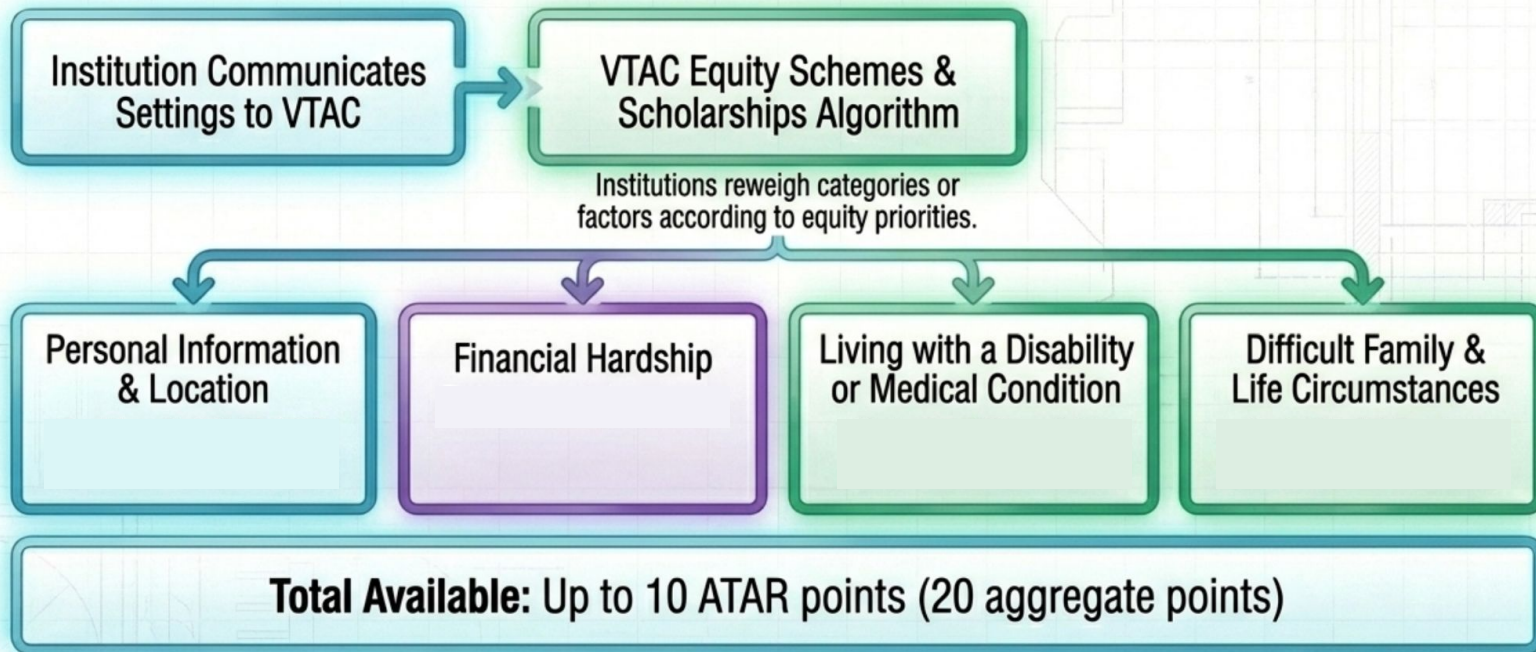 Institution Communicates
Settings to VTAC
VTAC Equity Schemes &
Scholarships Algorithm
Institutions reweigh categories or
factors according to equity priorities.
Personal Information
& Location
Financial Hardship
Living with a Disability
or Medical Condition
Difficult Family &
Life Circumstances
Total Available: Up to 10 ATAR points (20 aggregate points)